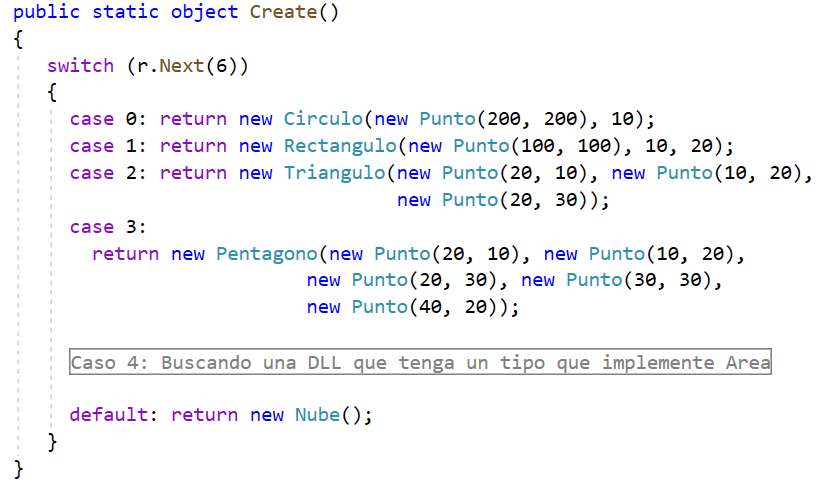 public static object Create()
{
switch (r.Next(6))
{
case 0: return new Circulo(new Punto(200, 200), 10);
case 1: return new Rectangulo(new Punto(100, 100), 10, 20);
case 2: return new Triangulo(new Punto(20, 10), new Punto(10, 20),
new Punto(20, 30));
case 3:
return new Pentagono(new Punto(20, 10), new Punto(10, 20),
new Punto(20, 30), new Punto(30, 30),
new Punto(40, 20));
Caso 4: Buscando una DLL que tenga un tipo que implemente Area
default: return new Nube();
}
}